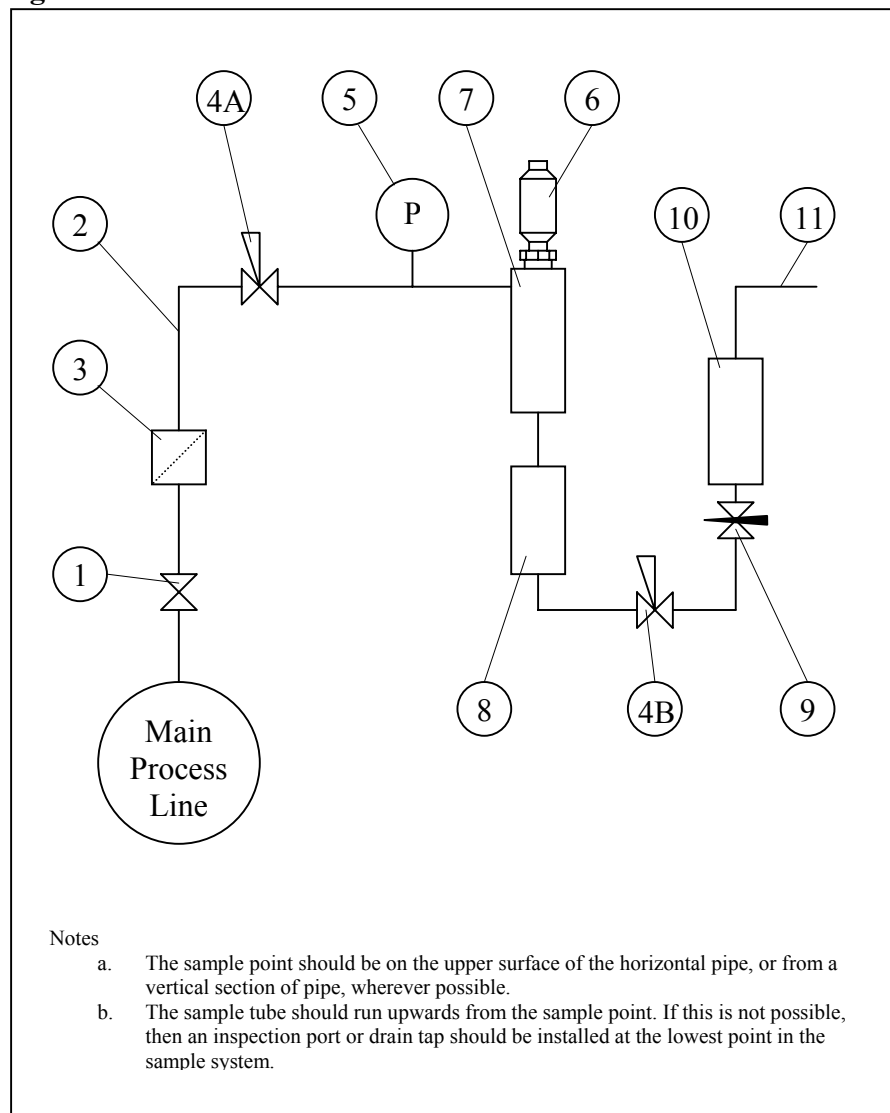 4A
5
7
6
2
P
10
11
3
1
8
4B
9
Main
Process
Line
Notes
a. The sample point should be on the upper surface of the horizontal pipe, or from a
vertical section of pipe, wherever possible.
b. The sample tube should run upwards from the sample point. If this is not possible,
then an inspection port or drain tap should be installed at the lowest point in the
sample system.